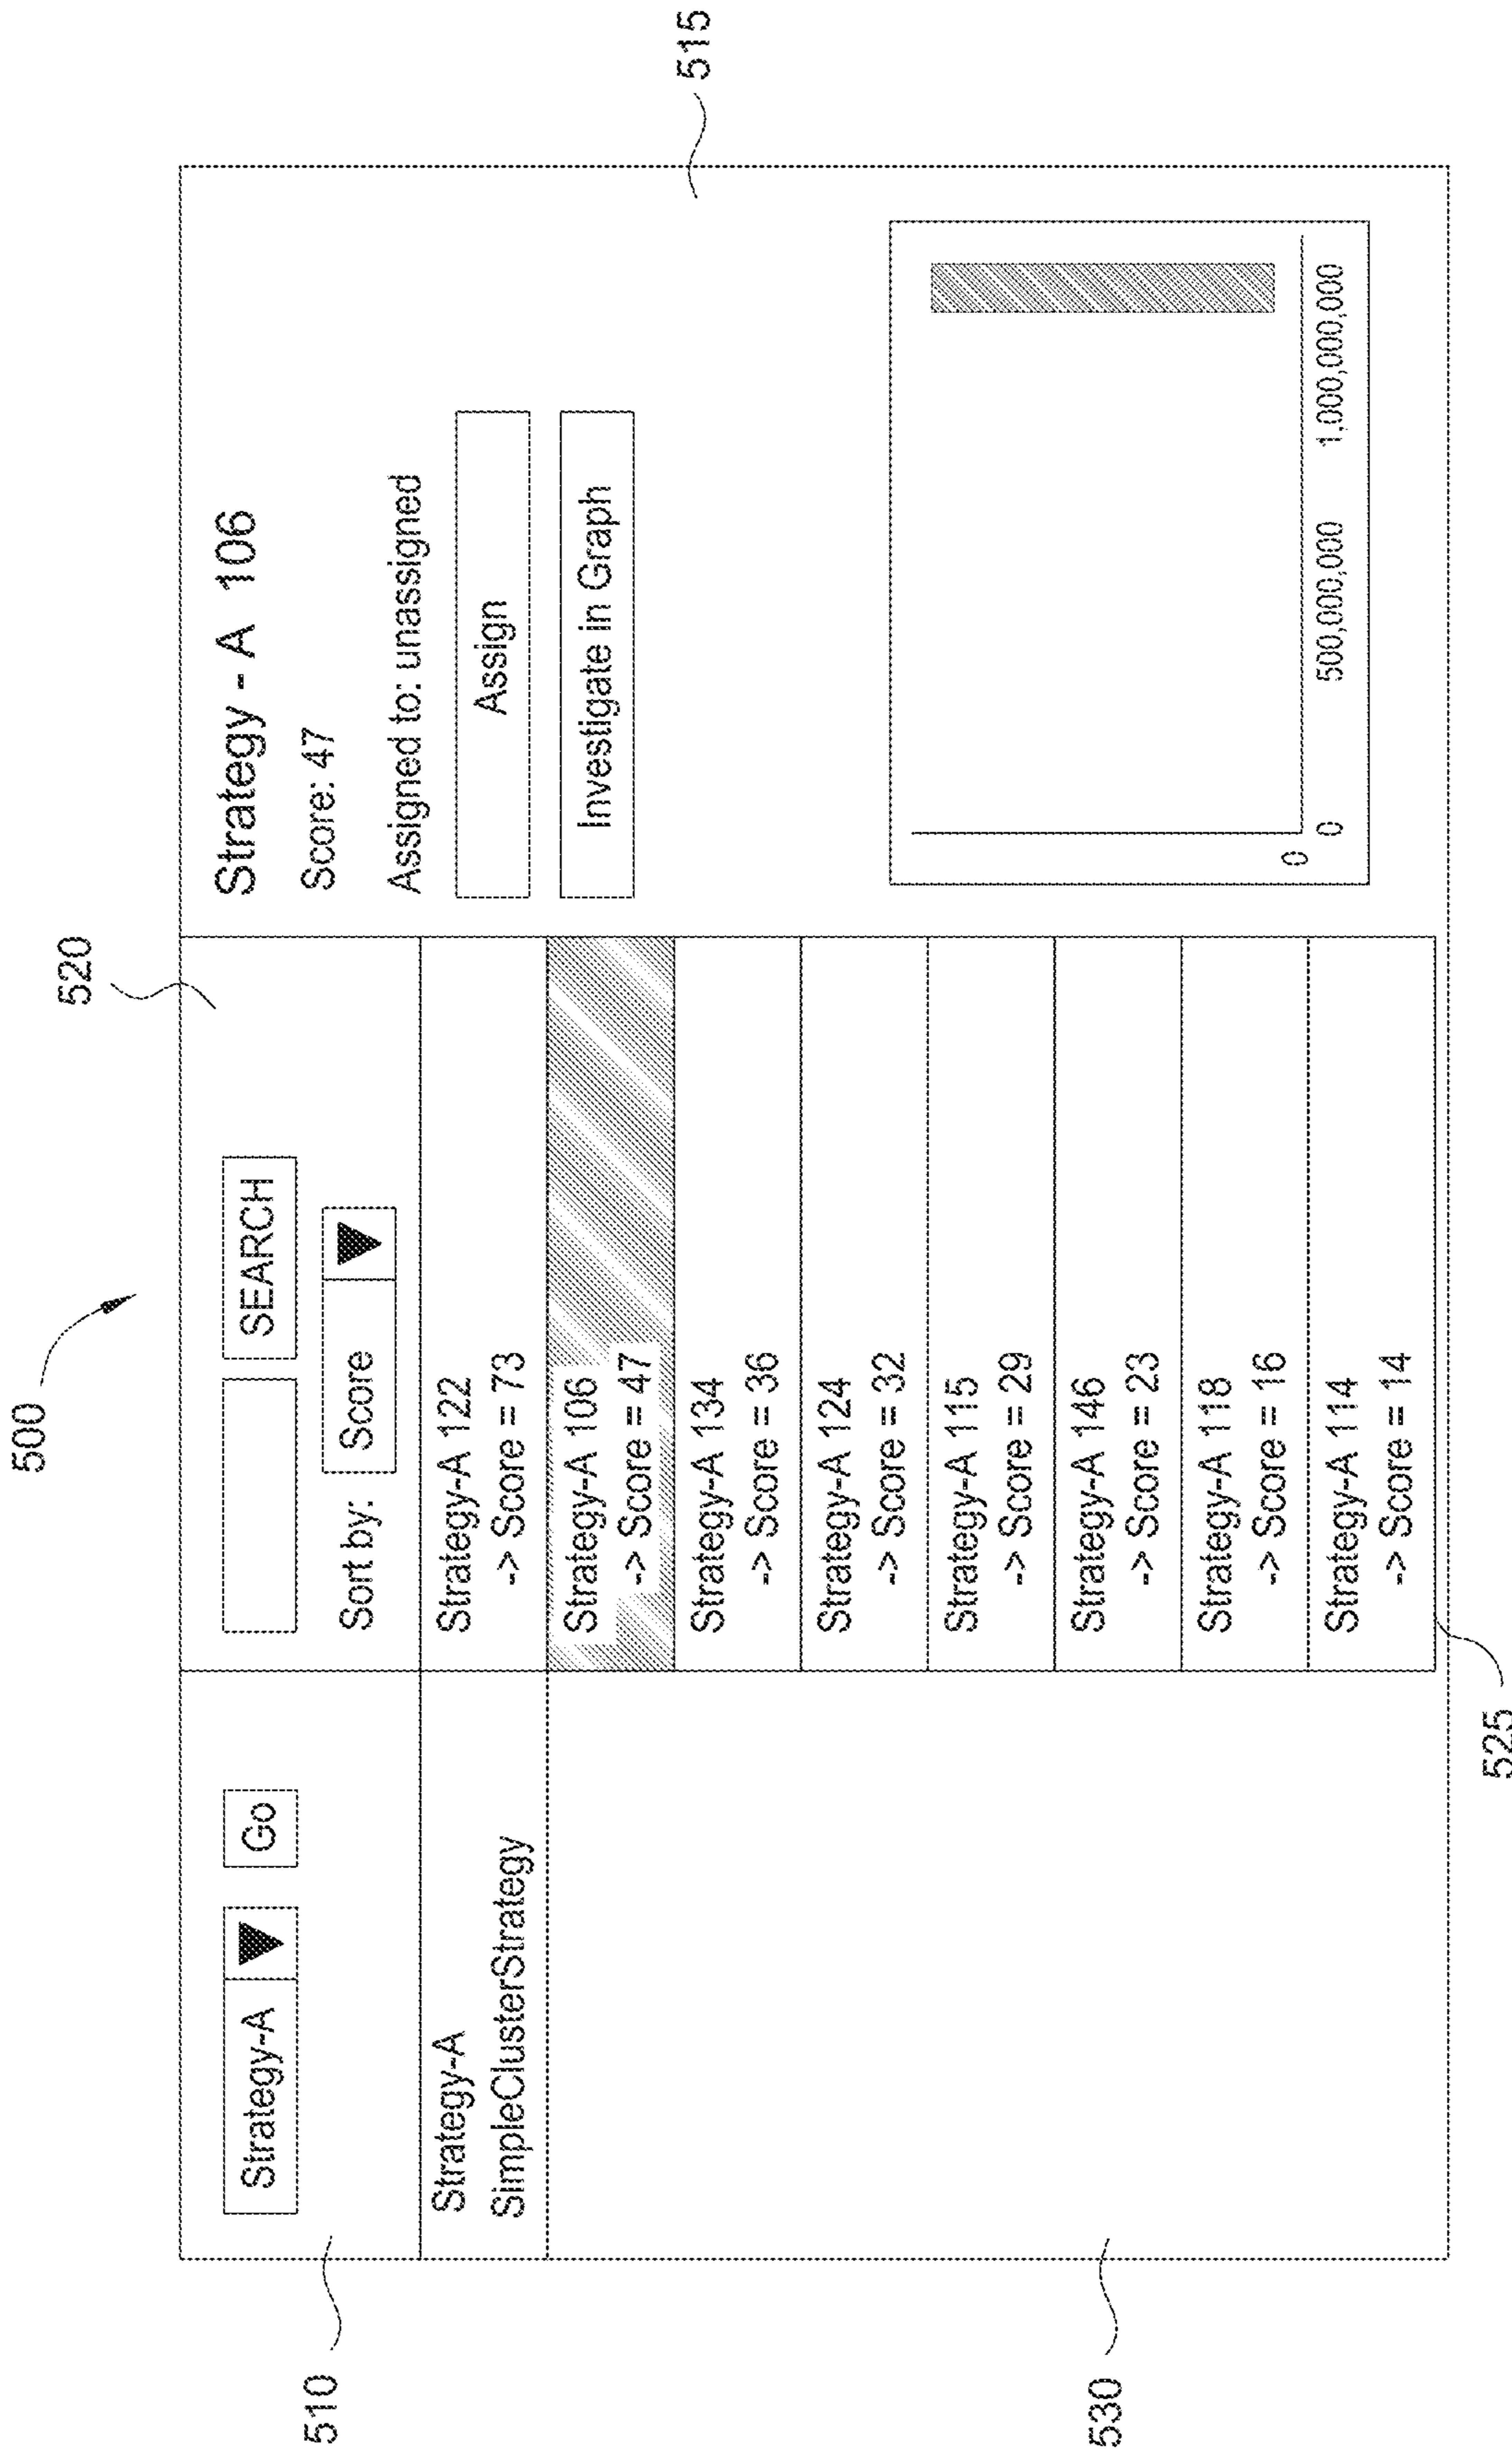 500
520
510
Strategy-A
Go
SEARCH
Sort by: Score
Strategy-A
SimpleClusterStrategy
530
Strategy-A 122
-> Score = 73
Strategy-A 106
-> Score = 47
Strategy-A 134
-> Score = 36
Strategy-A 124
-> Score = 32
Strategy-A 115
-> Score = 29
Strategy-A 146
-> Score = 23
Strategy-A 118
-> Score = 16
Strategy-A 114
-> Score = 14
525
Strategy - A 106
Score: 47
Assigned to: unassigned
Assign
Investigate in Graph
515
0
0 500,000,000 1,000,000,000